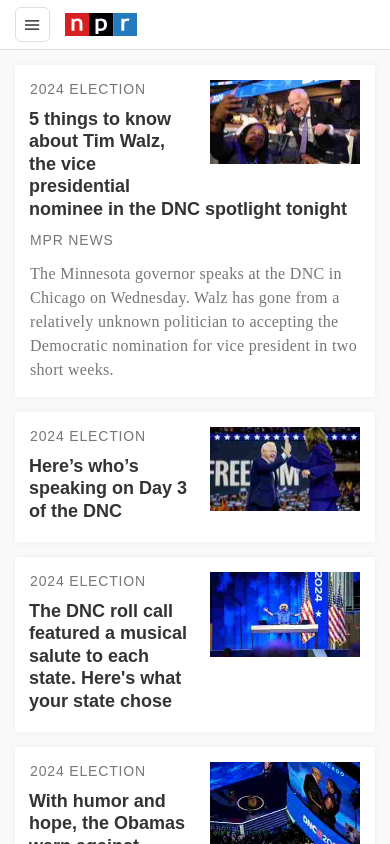 npr
2024 ELECTION
5 things to know
about Tim Walz,
the vice
presidential
nominee in the DNC spotlight tonight
MPR NEWS
The Minnesota governor speaks at the DNC in
Chicago on Wednesday. Walz has gone from a
relatively unknown politician to accepting the
Democratic nomination for vice president in two
short weeks.
2024 ELECTION
Here’s who’s
speaking on Day 3
of the DNC
FREE M
2024 ELECTION
The DNC roll call
featured a musical
salute to each
state. Here's what
your state chose
2024
2024 ELECTION
With humor and
hope, the Obamas
warn against